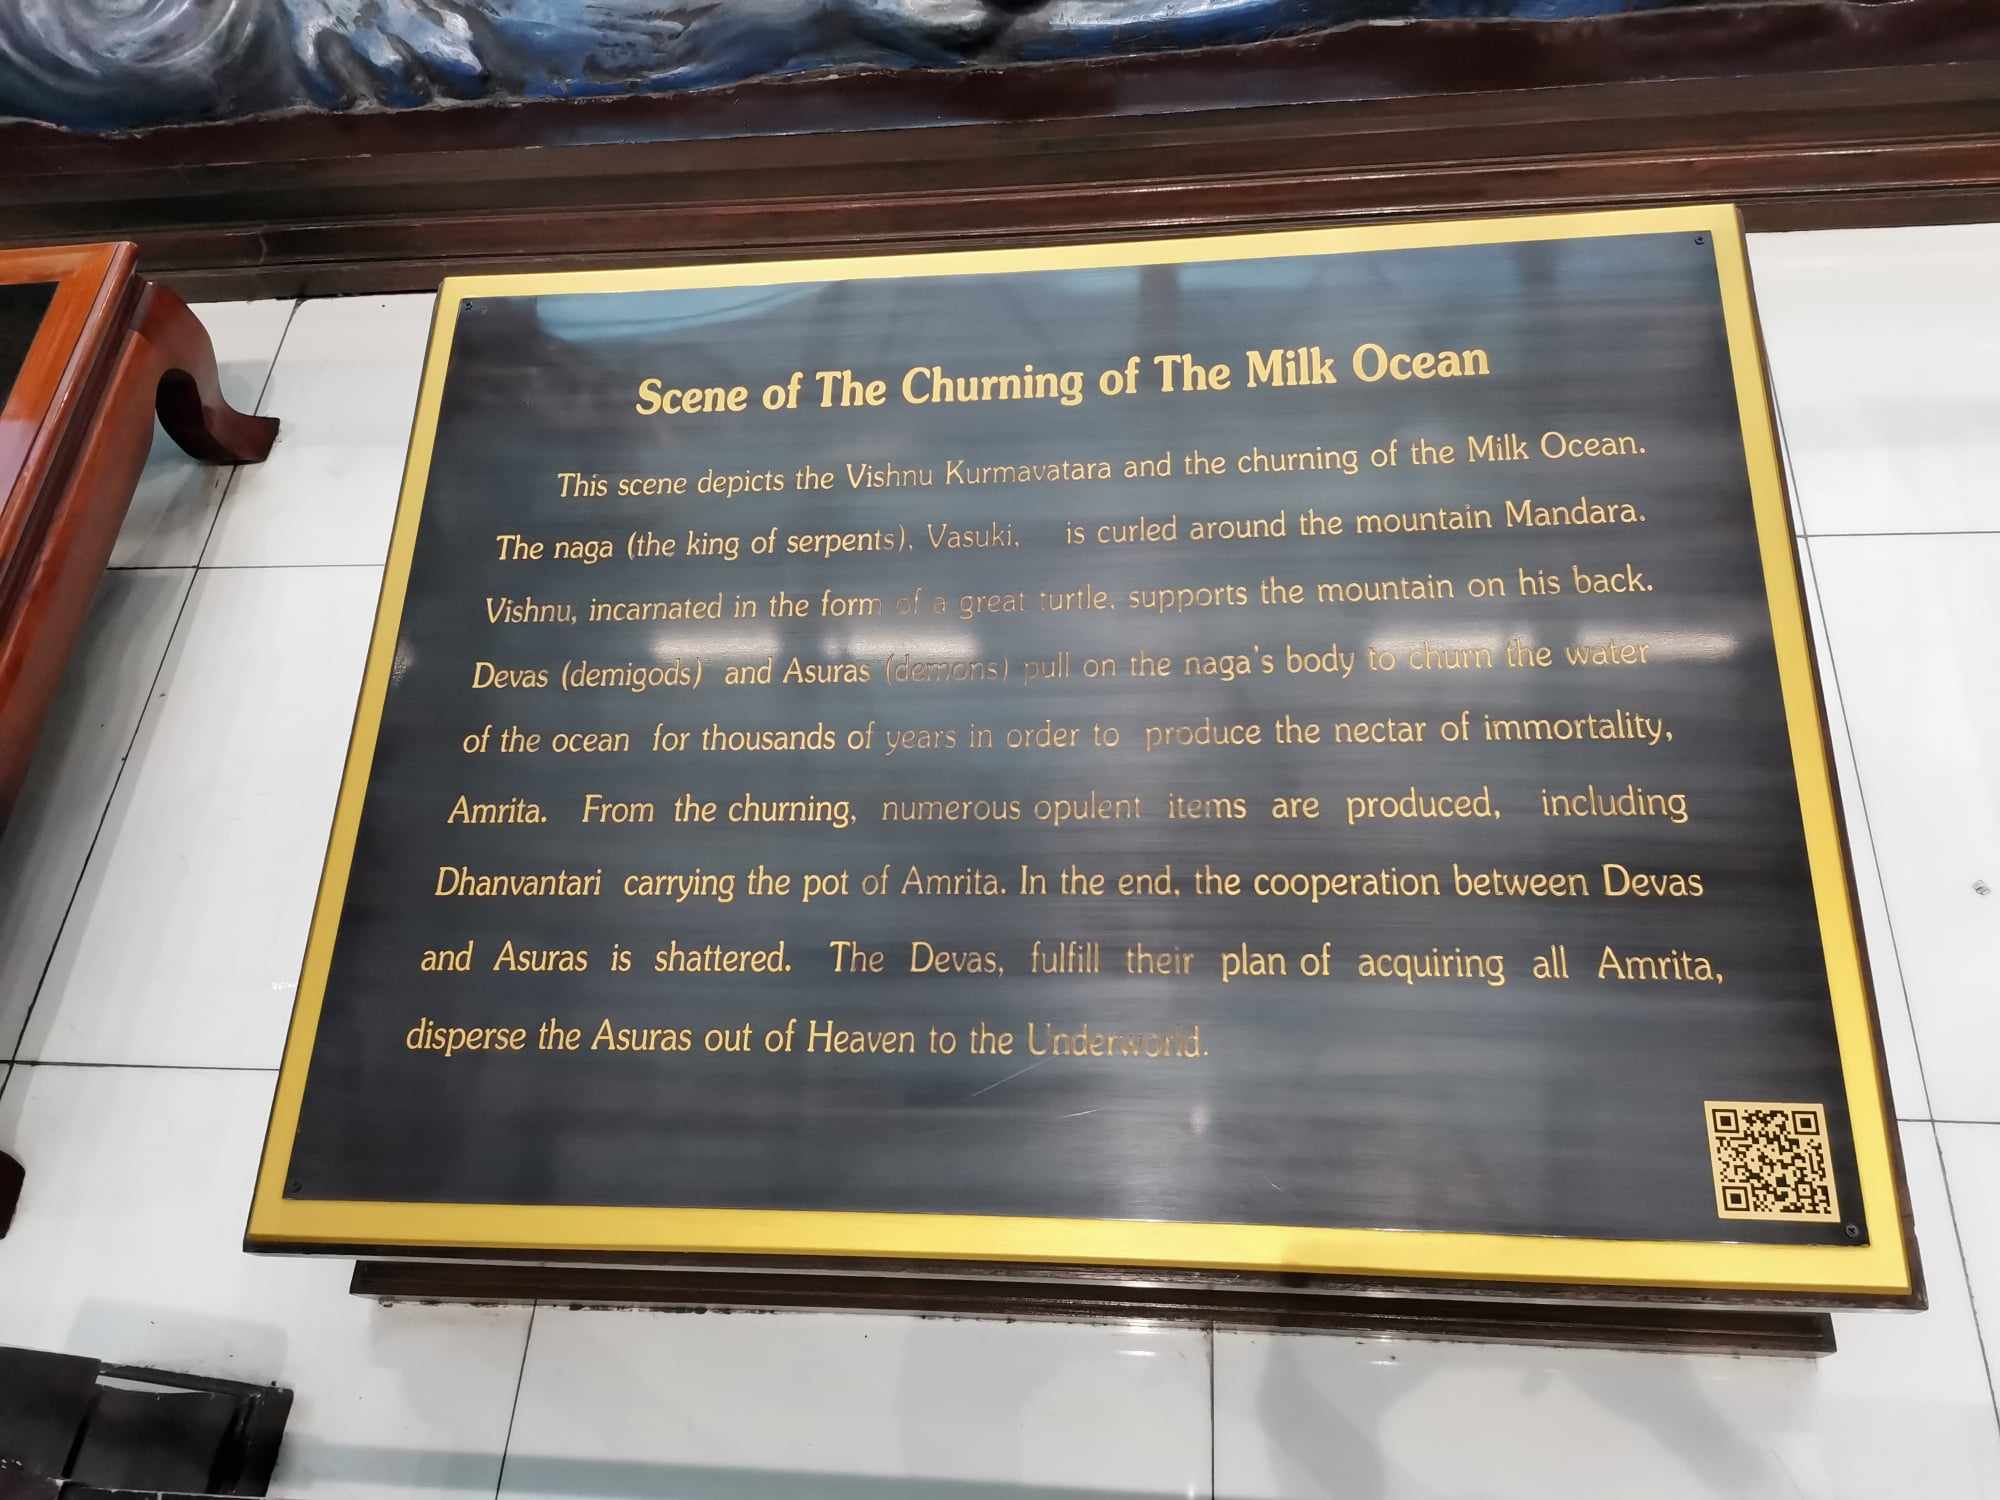 Scene of The Churning of The Milk Ocean
This scene depicts the Vishnu Kurmavatara and the churning of the Milk Ocean.
The naga (the king of serpents), Vasuki, is curled around the mountain Mandara.
Vishnu, incarnated in the form of a great turtle, supports the mountain on his back.
Devas (demigods) and Asuras (demons) pull on the naga's body to churn the water
of the ocean for thousands of years in order to produce the nectar of immortality,
Amrita. From the churning, numerous opulent items are produced, including
Dhanvantari carrying the pot of Amrita. In the end, the cooperation between Devas
and Asuras is shattered. The Devas, fulfill their plan of acquiring all Amrita,
disperse the Asuras out of Heaven to the Underworld.